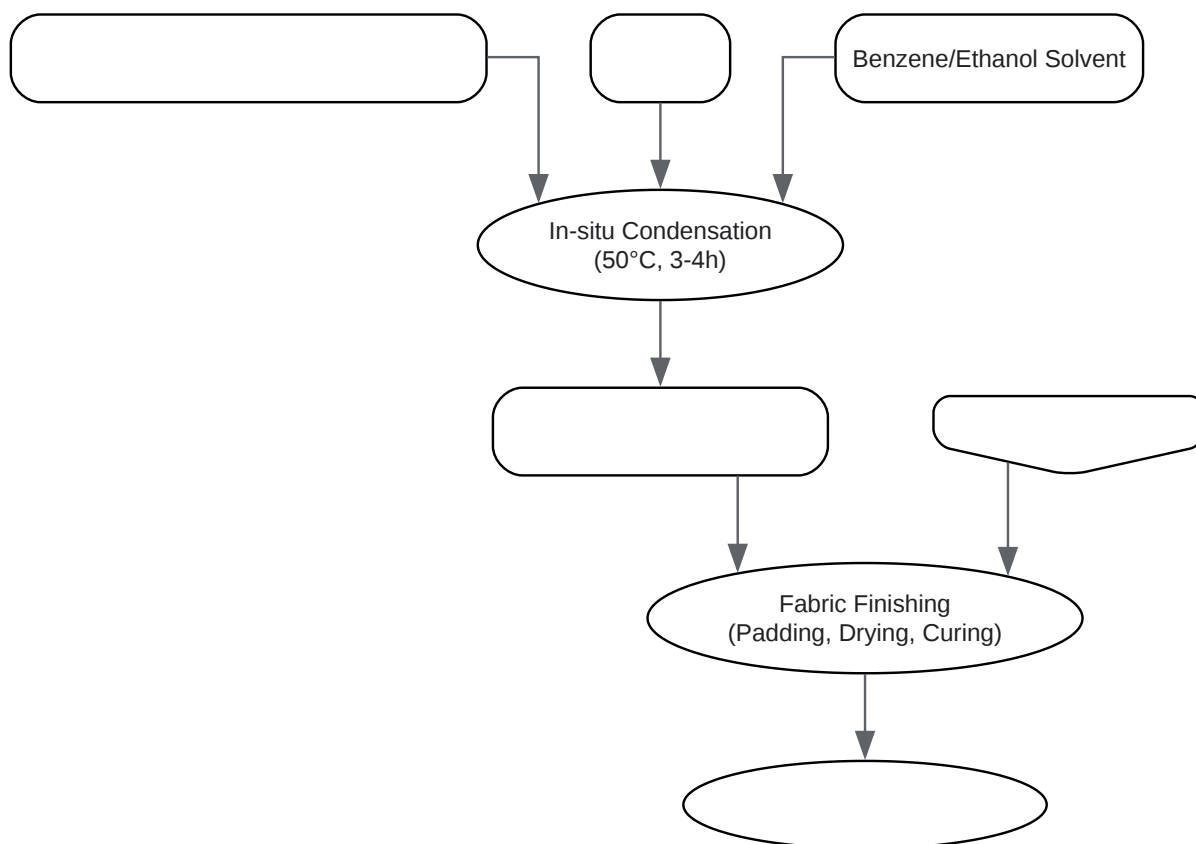 Benzene/Ethanol Solvent
In-situ Condensation
(50°C, 3-4h)
Fabric Finishing
(Padding, Drying, Curing)